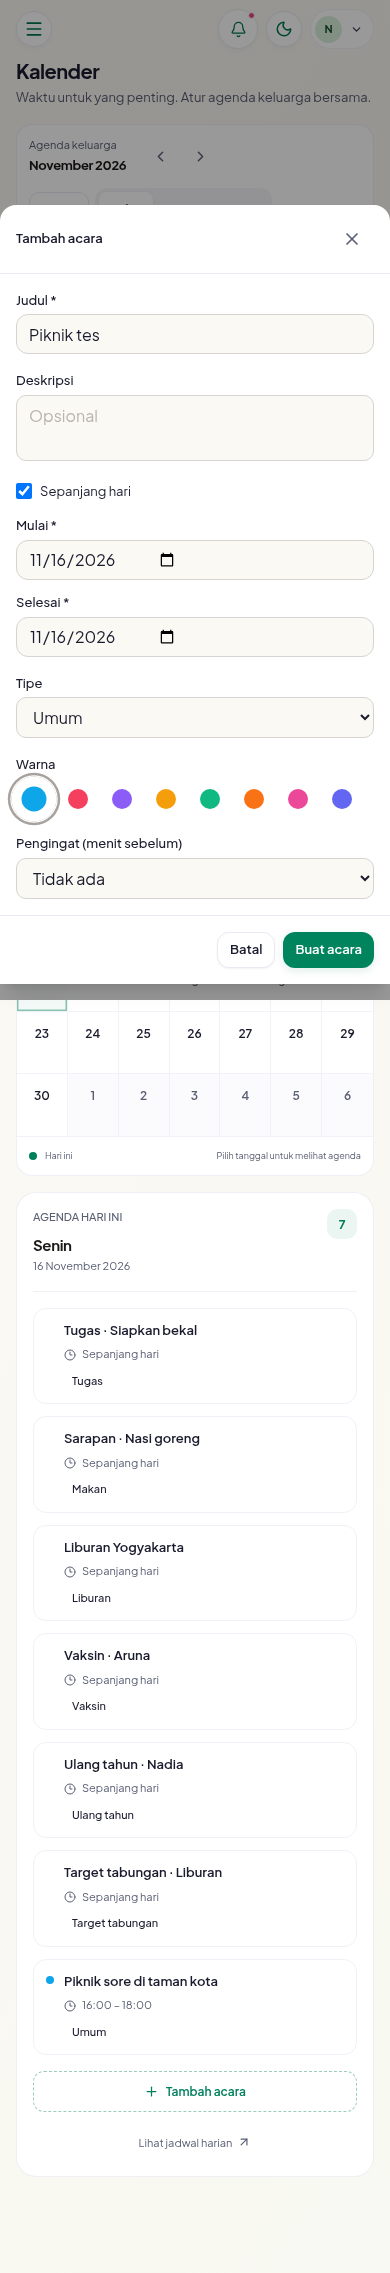 N
Kalender
Waktu untuk yang penting. Atur agenda keluarga bersama.
Agenda keluarga
November 2026
Tambah acara
Judul *
Piknik tes
Deskripsi
Opsional
Sepanjang hari
Mulai *
11/16/2026
Selesai *
11/16/2026
Tipe
Umum
Warna
Pengingat (menit sebelum)
Tidak ada
Batal
Buat acara
23 24 25 26 27 28 29
30 1 2 3 4 5 6
Hari ini
Pilih tanggal untuk melihat agenda
AGENDA HARI INI
7
Senin
16 November 2026
Tugas · Siapkan bekal
Sepanjang hari
Tugas
Sarapan · Nasi goreng
Sepanjang hari
Makan
Liburan Yogyakarta
Sepanjang hari
Liburan
Vaksin · Aruna
Sepanjang hari
Vaksin
Ulang tahun · Nadia
Sepanjang hari
Ulang tahun
Target tabungan · Liburan
Sepanjang hari
Target tabungan
Piknik sore di taman kota
16:00 – 18:00
Umum
Tambah acara
Lihat jadwal harian